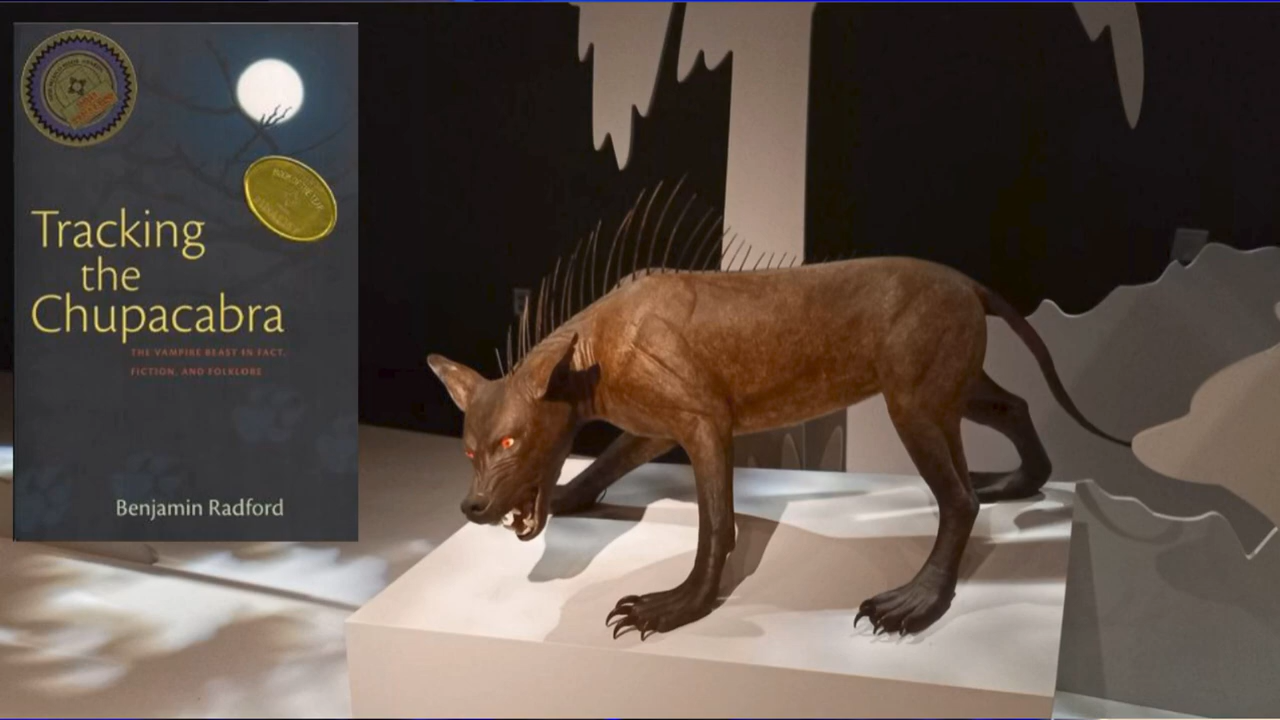 Tracking
the
Chupacabra
THE VAMPIRE BEAST IN FACT,
FICTION, AND FOLKLORE
Benjamin Radford